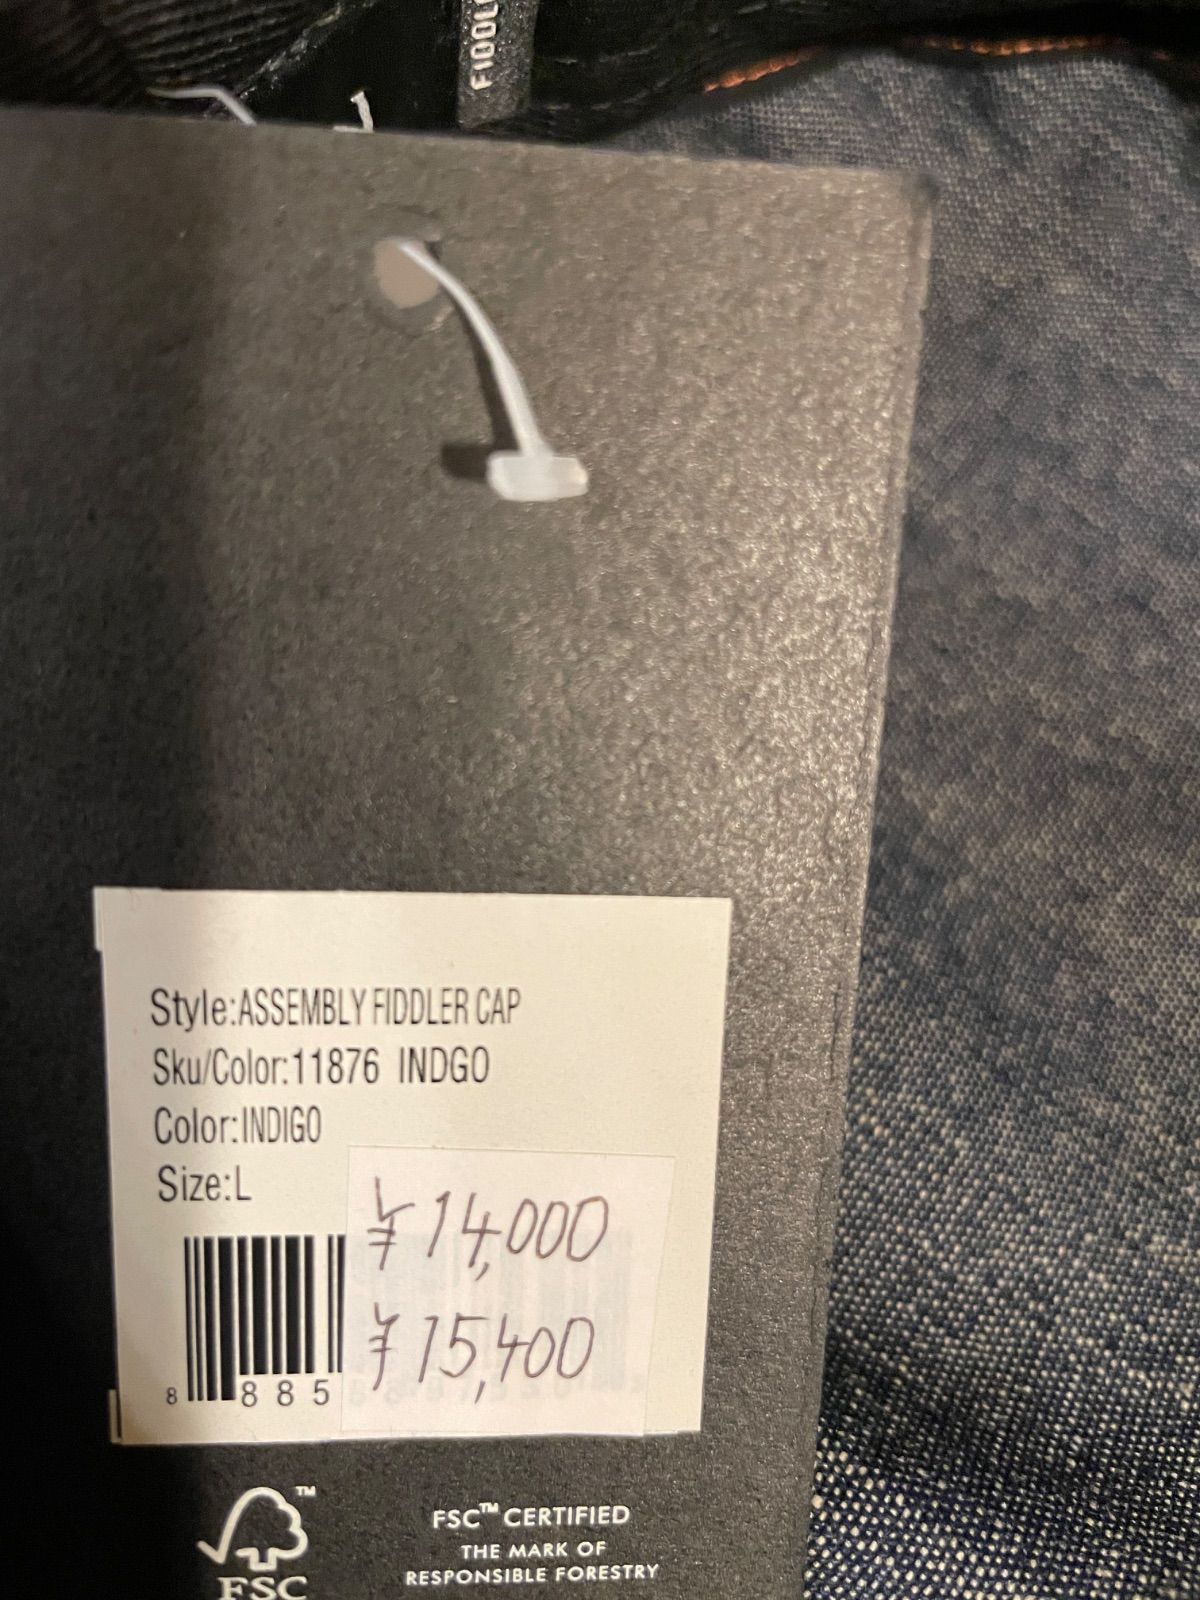 Style:ASSEMBLY FIDDLER CAP
Sku/Color:11876 INDGO
Color:INDIGO
Size:L
¥14,000
¥15,400
8 885
FSC™ CERTIFIED
THE MARK OF
RESPONSIBLE FORESTRY
FSC